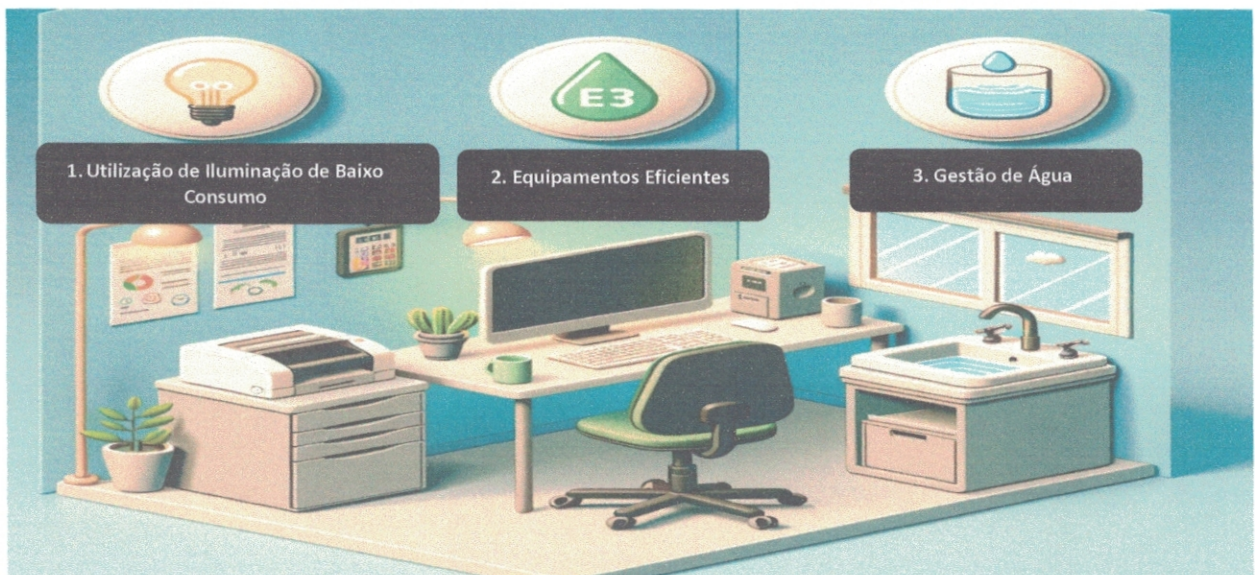 E3
1. Utilização de Iluminação de Baixo
Consumo
2. Equipamentos Eficientes
3. Gestão de Água